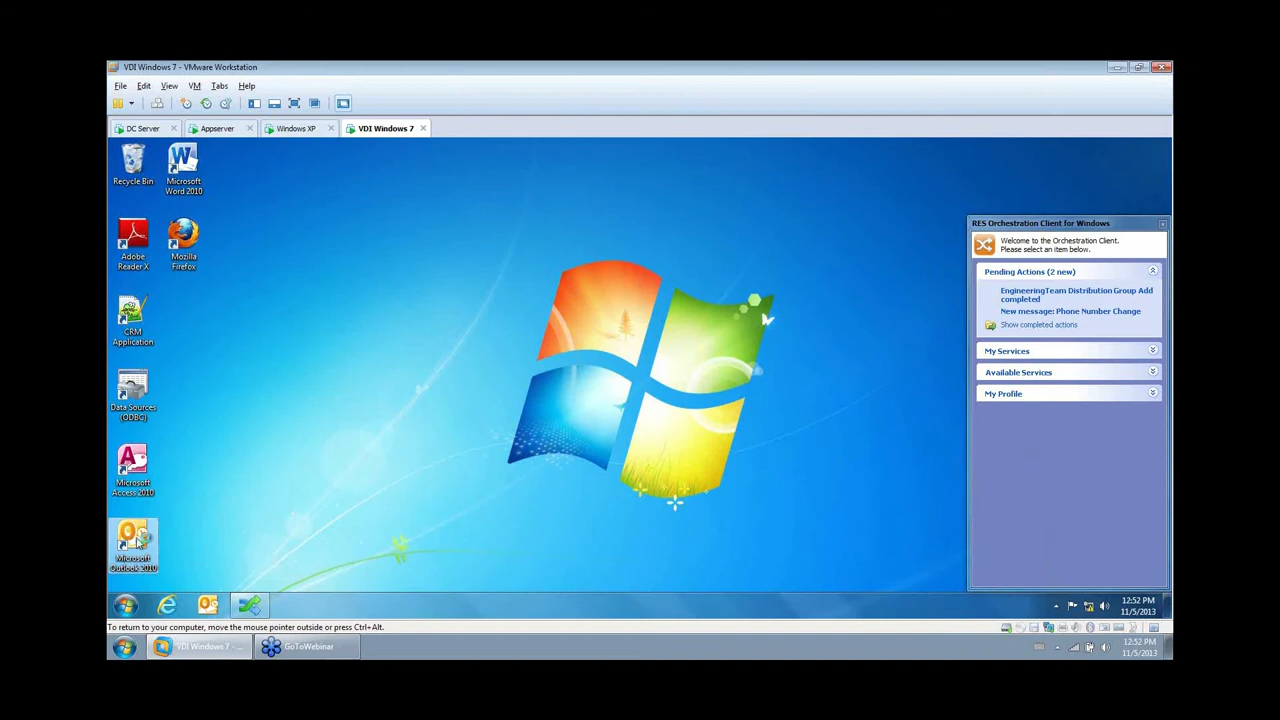 VDI Windows 7 - VMware Workstation
File Edit View VM Tabs Help
DC Server
Appserver
Windows XP
VDI Windows 7
Recycle Bin
Microsoft
Word 2010
Adobe
Reader X
Mozilla
Firefox
CRM
Application
Data Sources
(ODBC)
Microsoft
Access 2010
Microsoft
Outlook 2010
RES Orchestration Client for Windows
Welcome to the Orchestration Client.
Please select an item below.
Pending Actions (2 new)
EngineeringTeam Distribution Group Add
completed
New message: Phone Number Change
Show completed actions
My Services
Available Services
My Profile
12:52 PM
11/5/2013
To return to your computer, move the mouse pointer outside or press Ctrl+Alt.
VDI Windows 7 - ...
GoToWebinar
12:52 PM
11/5/2013